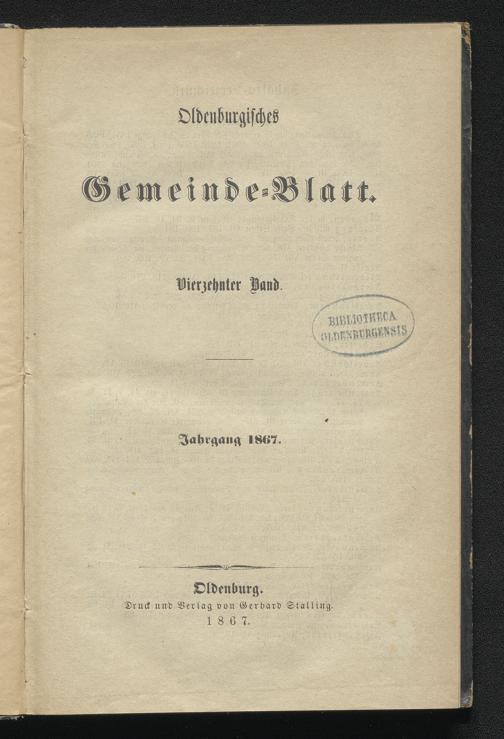 Oldenburgisches
Gemeinde-Blatt.
Vierzehnter Band.
BIBLIOTHECA
OLDENBURGENSIS
Jahrgang 1867.
Oldenburg.
Druck und Verlag von Gerhard Stalling.
1867.